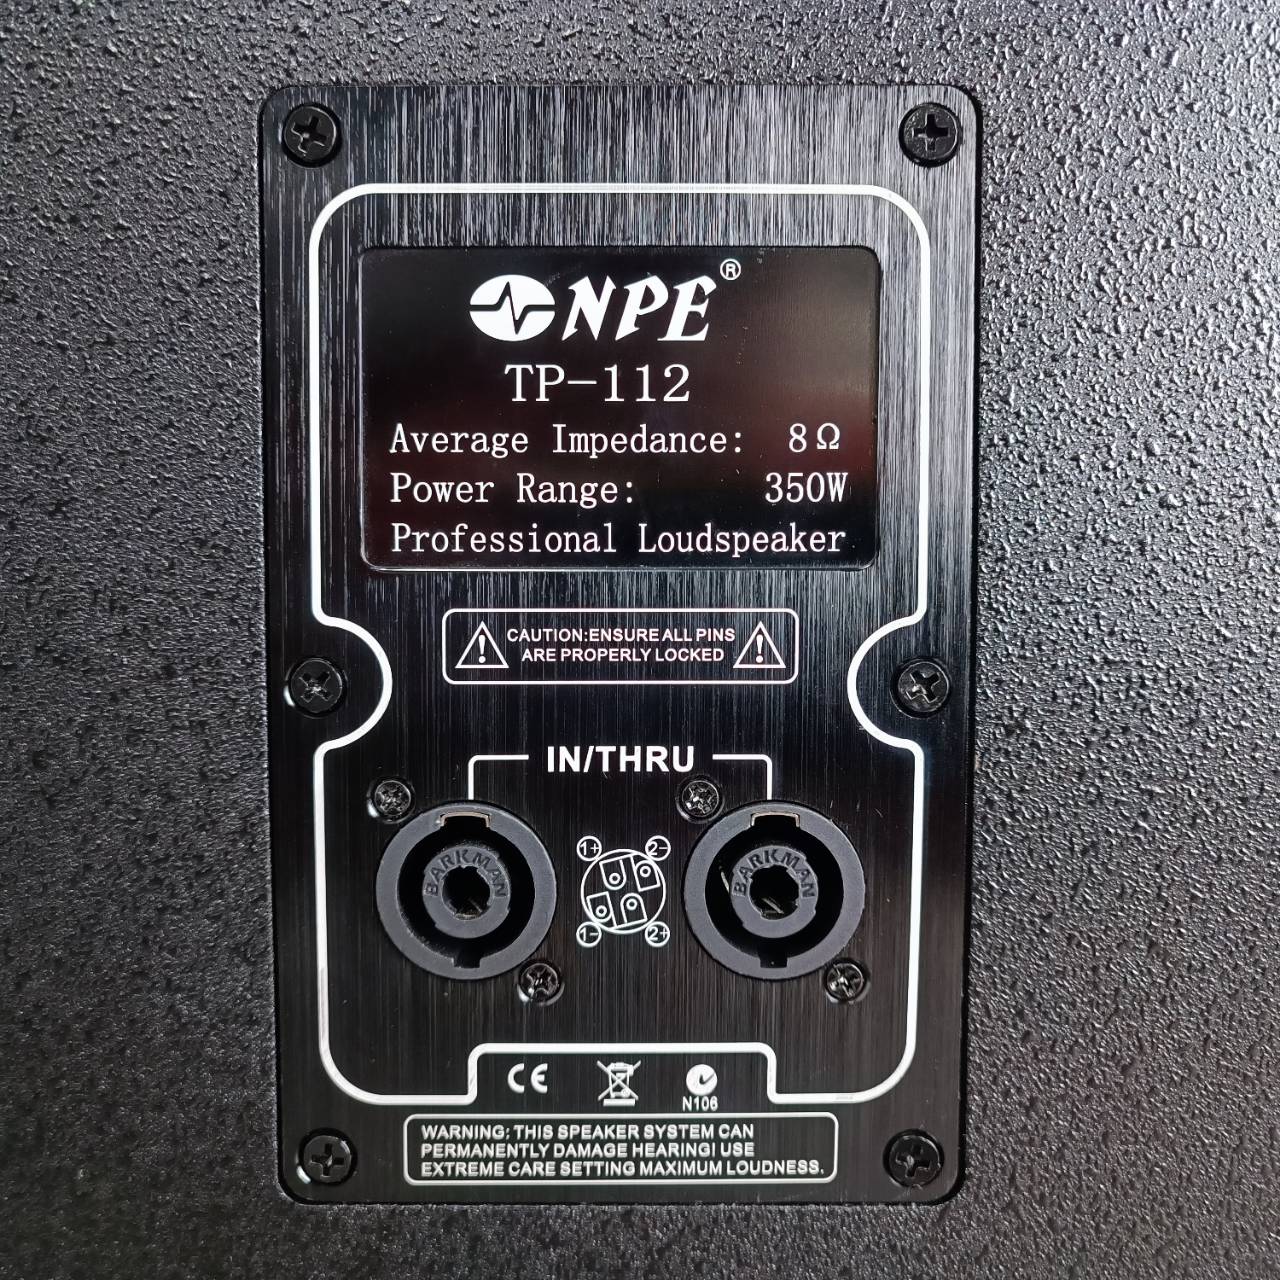 NPE®
TP-112
Average Impedance: 8Ω
Power Range: 350W
Professional Loudspeaker
CAUTION:ENSURE ALL PINS
ARE PROPERLY LOCKED
IN/THRU
BARKMAN
BARKMAN
1+ 2-
1- 2+
CE
N106
WARNING: THIS SPEAKER SYSTEM CAN
PERMANENTLY DAMAGE HEARING! USE
EXTREME CARE SETTING MAXIMUM LOUDNESS.